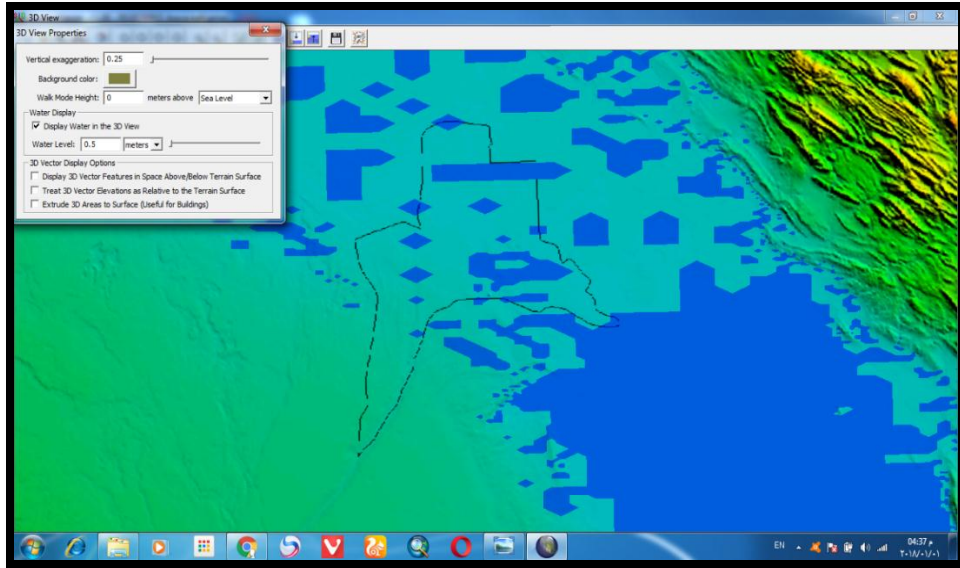 3D View
3D View Properties
Vertical exaggeration: 0.25
Background color:
Walk Mode Height: 0 meters above Sea Level
Water Display
Display Water in the 3D View
Water Level: 0.5 meters
3D Vector Display Options
Display 3D Vector Features in Space Above/Below Terrain Surface
Treat 3D Vector Elevations as Relative to the Terrain Surface
Extrude 3D Areas to Surface (Useful for Buildings)
EN
04:37 م
٢٠١٨/٠١/٠١